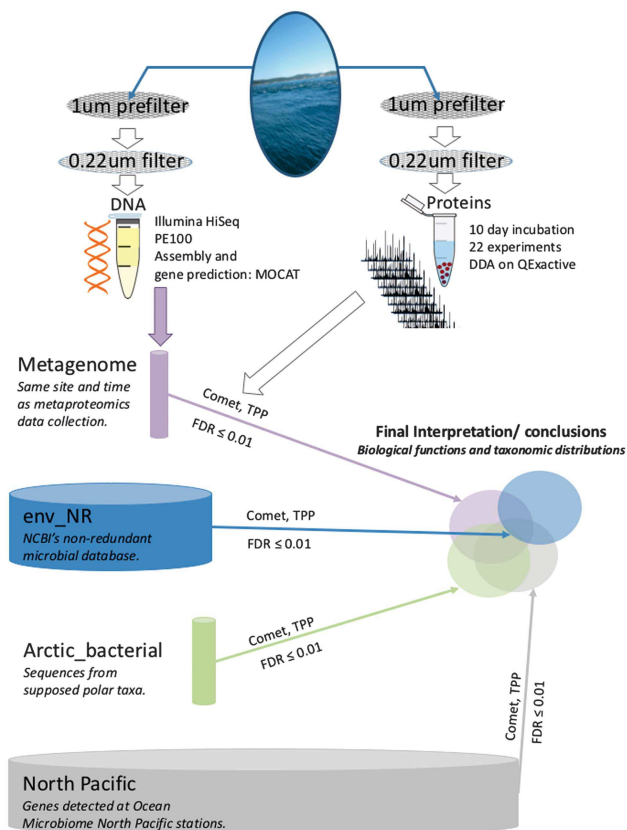 1um prefilter
1um prefilter
0.22um filter
0.22um filter
DNA
Illumina HiSeq
PE100
Assembly and
gene prediction: MOCAT
Proteins
10 day incubation
22 experiments
DDA on QExactive
Metagenome
Same site and time
as metaproteomics
data collection.
Comet, TPP
FDR ≤ 0.01
Final Interpretation/ conclusions
Biological functions and taxonomic distributions
env_NR
NCBI's non-redundant
microbial database.
Comet, TPP
FDR ≤ 0.01
Arctic_bacterial
Sequences from
supposed polar taxa.
Comet, TPP
FDR ≤ 0.01
Comet, TPP
FDR ≤ 0.01
North Pacific
Genes detected at Ocean
Microbiome North Pacific stations.